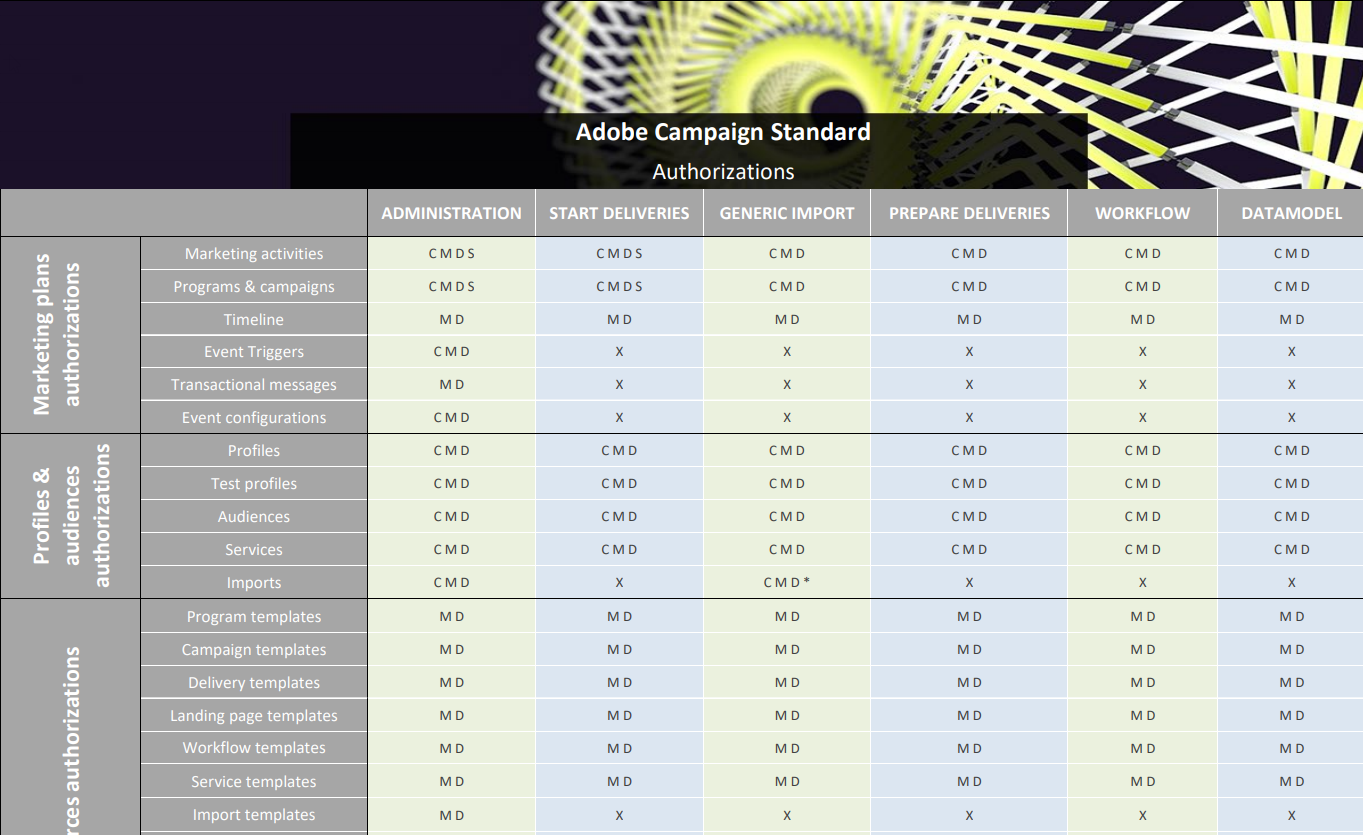 Adobe Campaign Standard
Authorizations
ADMINISTRATION START DELIVERIES GENERIC IMPORT PREPARE DELIVERIES WORKFLOW DATAMODEL
Marketing plans
authorizations
Marketing activities C M D S C M D S C M D C M D C M D C M D
Programs & campaigns C M D S C M D S C M D C M D C M D C M D
Timeline M D M D M D M D M D M D
Event Triggers C M D X X X X X
Transactional messages M D X X X X X
Event configurations C M D X X X X X
Profiles &
audiences
authorizations
Profiles C M D C M D C M D C M D C M D C M D
Test profiles C M D C M D C M D C M D C M D C M D
Audiences C M D C M D C M D C M D C M D C M D
Services C M D C M D C M D C M D C M D C M D
Imports C M D X C M D * X X X
rces authorizations
Program templates M D M D M D M D M D M D
Campaign templates M D M D M D M D M D M D
Delivery templates M D M D M D M D M D M D
Landing page templates M D M D M D M D M D M D
Workflow templates M D M D M D M D M D M D
Service templates M D M D M D M D M D M D
Import templates M D X X X X X